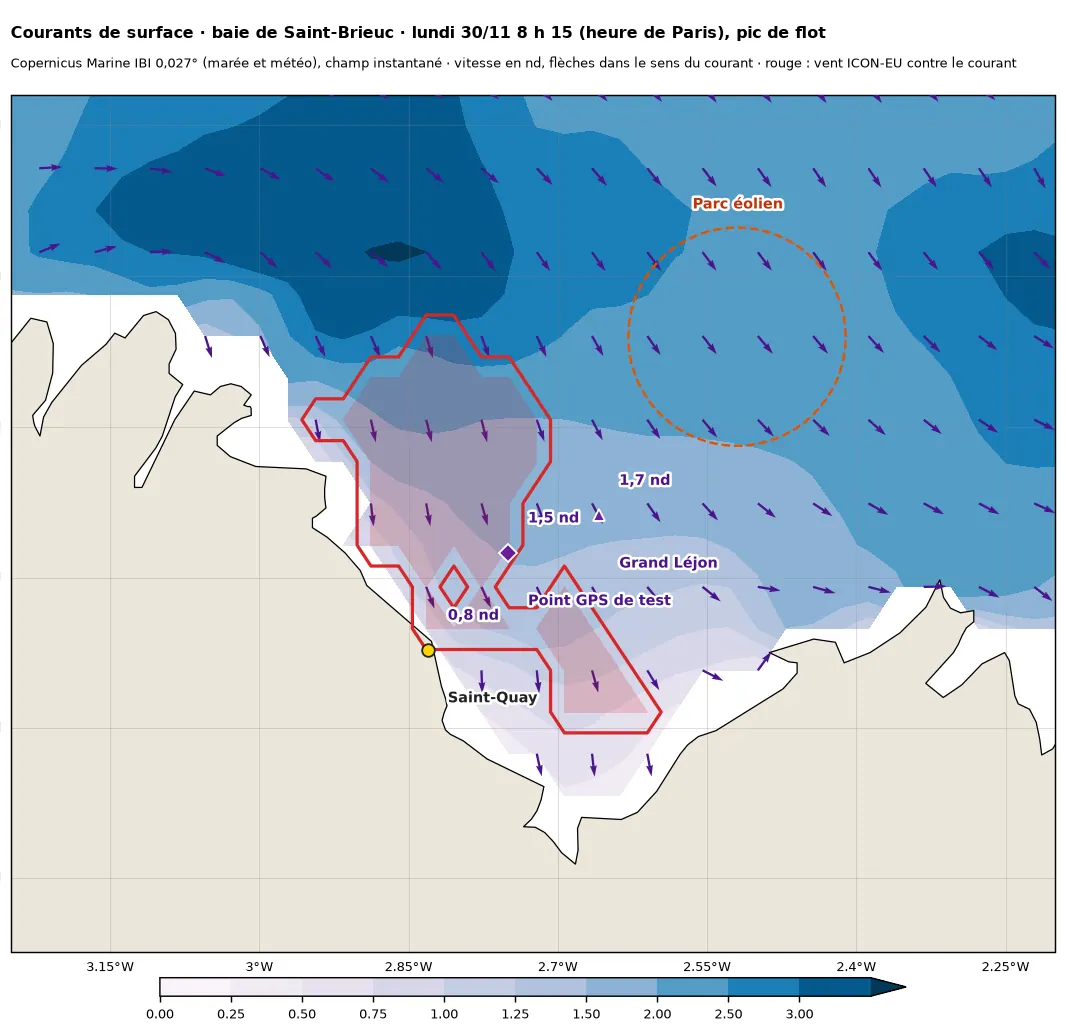 Courants de surface · baie de Saint-Brieuc · lundi 30/11 8 h 15 (heure de Paris), pic de flot
Copernicus Marine IBI 0,027° (marée et météo), champ instantané · vitesse en nd, flèches dans le sens du courant · rouge : vent ICON-EU contre le courant
Parc éolien
1,7 nd
1,5 nd
Grand Léjon
Point GPS de test
0,8 nd
Saint-Quay
3.15°W 3°W 2.85°W 2.7°W 2.55°W 2.4°W 2.25°W
0.00 0.25 0.50 0.75 1.00 1.25 1.50 2.00 2.50 3.00